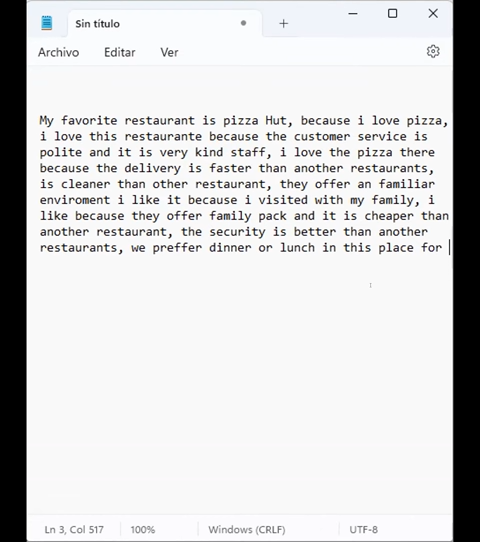 Sin título
Archivo Editar Ver
My favorite restaurant is pizza Hut, because i love pizza,
i love this restaurante because the customer service is
polite and it is very kind staff, i love the pizza there
because the delivery is faster than another restaurants,
is cleaner than other restaurant, they offer an familiar
enviroment i like it because i visited with my family, i
like because they offer family pack and it is cheaper than
another restaurant, the security is better than another
restaurants, we preffer dinner or lunch in this place for
Ln 3, Col 517 100% Windows (CRLF) UTF-8